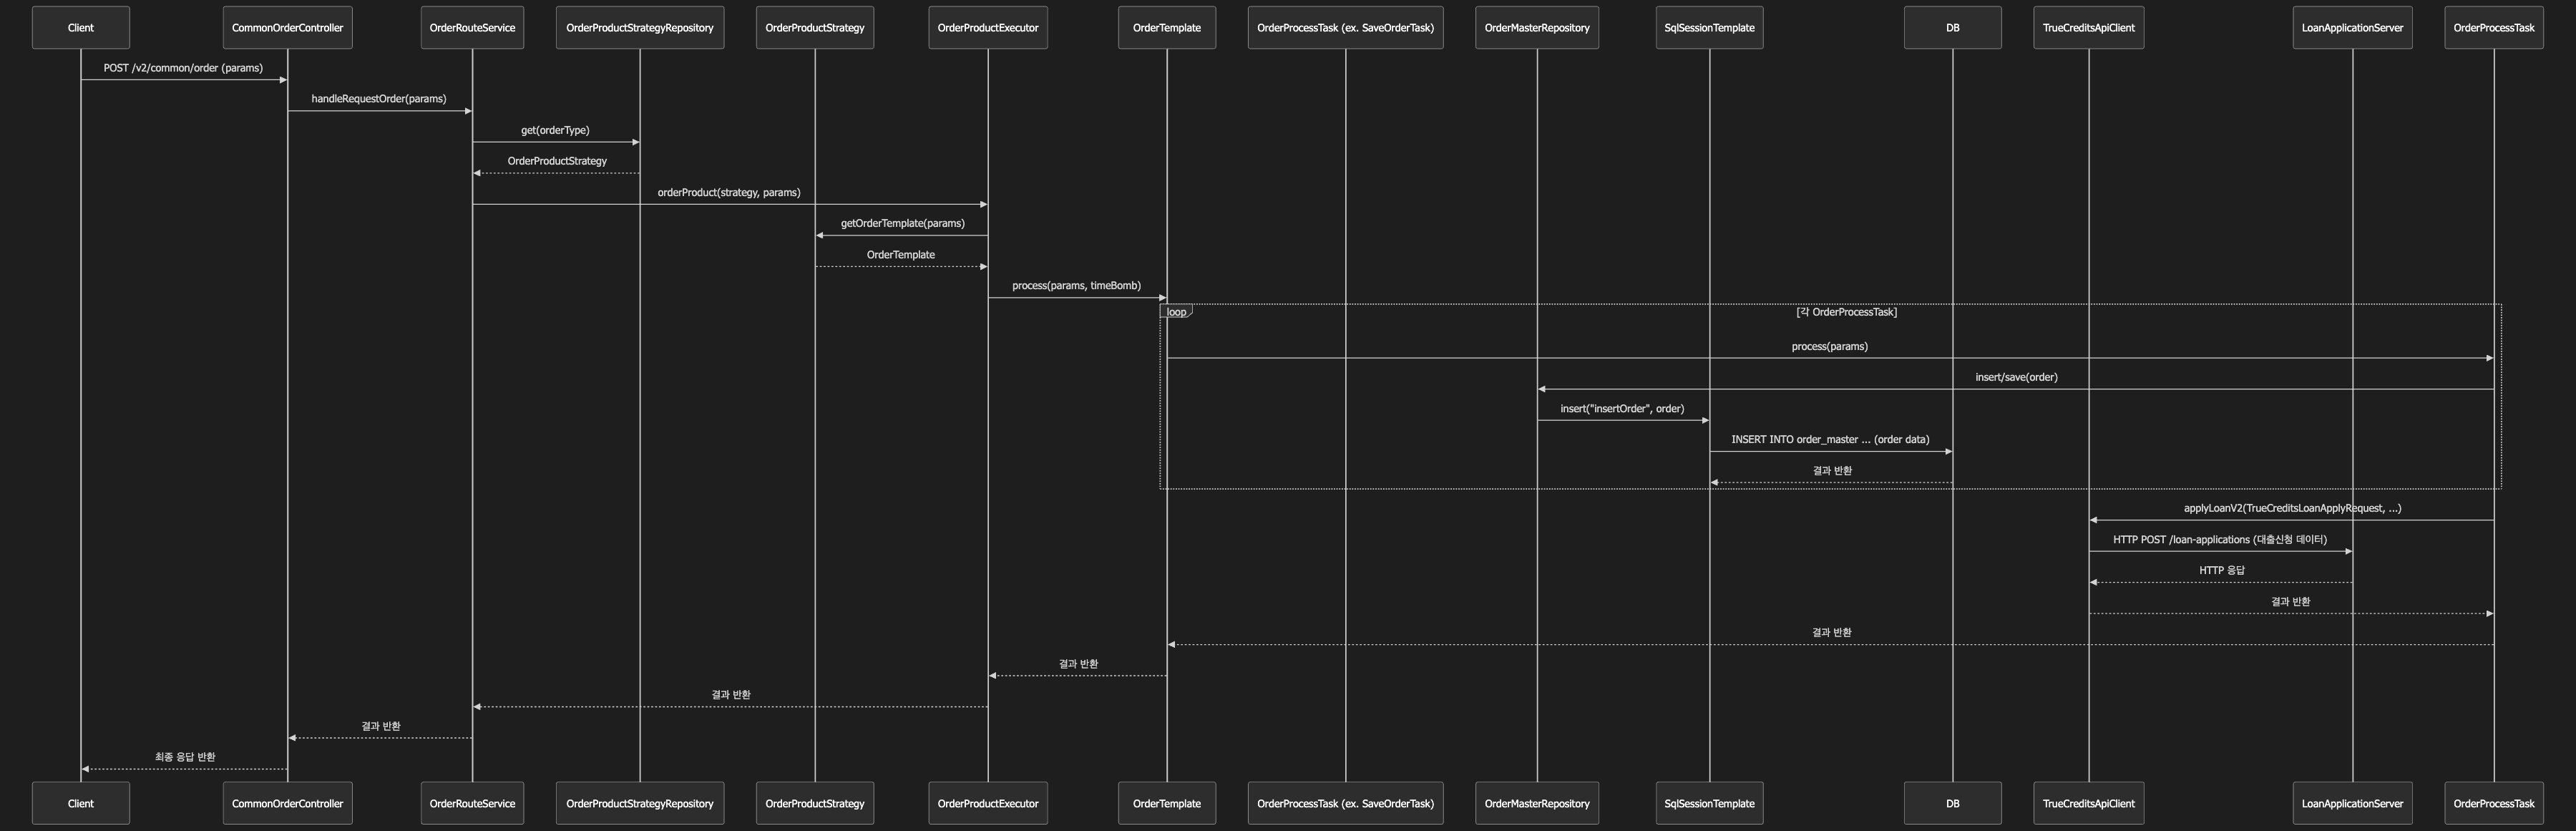 Client
CommonOrderController
OrderRouteService
OrderProductStrategyRepository
OrderProductStrategy
OrderProductExecutor
OrderTemplate
OrderProcessTask (ex. SaveOrderTask)
OrderMasterRepository
SqlSessionTemplate
DB
TrueCreditsApiClient
LoanApplicationServer
OrderProcessTask
POST /v2/common/order (params)
handleRequestOrder(params)
get(orderType)
OrderProductStrategy
orderProduct(strategy, params)
getOrderTemplate(params)
OrderTemplate
process(params, timeBomb)
loop
[각 OrderProcessTask]
process(params)
insert/save(order)
insert("insertOrder", order)
INSERT INTO order_master ... (order data)
결과 반환
applyLoanV2(TrueCreditsLoanApplyRequest, ...)
HTTP POST /loan-applications (대출신청 데이터)
HTTP 응답
결과 반환
결과 반환
결과 반환
결과 반환
결과 반환
최종 응답 반환
Client
CommonOrderController
OrderRouteService
OrderProductStrategyRepository
OrderProductStrategy
OrderProductExecutor
OrderTemplate
OrderProcessTask (ex. SaveOrderTask)
OrderMasterRepository
SqlSessionTemplate
DB
TrueCreditsApiClient
LoanApplicationServer
OrderProcessTask